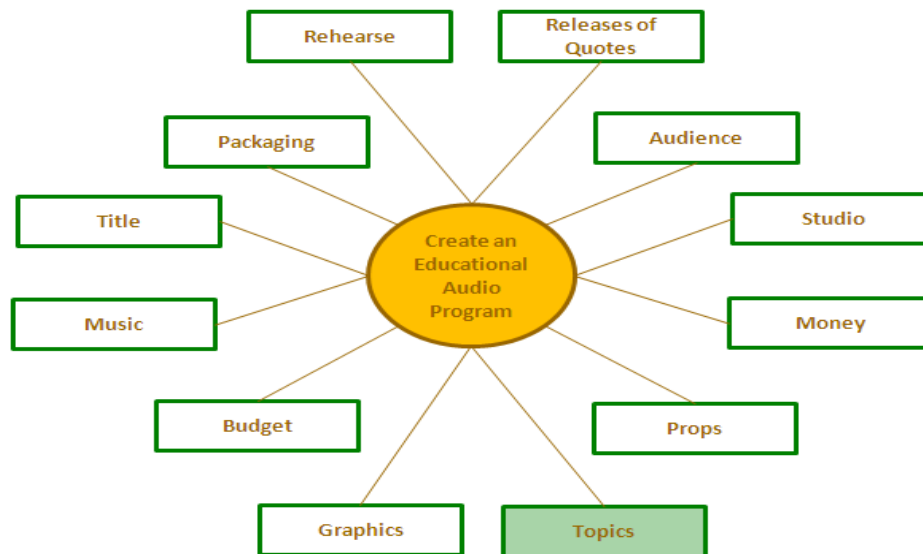 Rehearse
Releases of
Quotes
Packaging
Audience
Title
Studio
Create an
Educational
Audio
Program
Music
Money
Budget
Props
Graphics
Topics